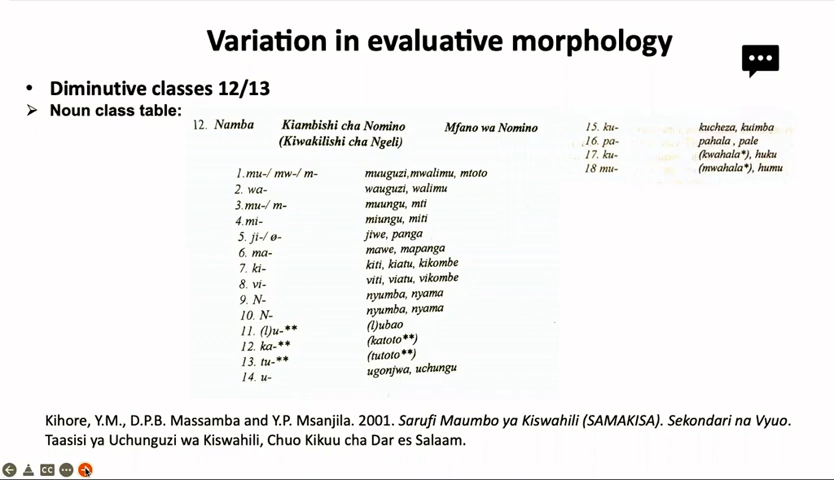 Variation in evaluative morphology
• Diminutive classes 12/13
➢ Noun class table:
12. Namba Kiambishi cha Nomino Mfano wa Nomino
(Kiwakilishi cha Ngeli)
1.mu-/ mw-/ m- muuguzi,mwalimu, mtoto
2. wa- wauguzi, walimu
3.mu-/ m- muungu, mti
4.mi- miungu, miti
5. ji-/ ø- jiwe, panga
6. ma- mawe, mapanga
7. ki- kiti, kiatu, kikombe
8. vi- viti, viatu, vikombe
9. N- nyumba, nyama
10. N- nyumba, nyama
11. (l)u-** (l)ubao
12. ka-** (katoto**)
13. tu-** (tutoto**)
14. u- ugonjwa, uchungu
15. ku- kucheza, kuimba
16. pa- pahala , pale
17. ku- (kwahala*), huku
18 mu- (mwahala*), humu
Kihore, Y.M., D.P.B. Massamba and Y.P. Msanjila. 2001. Sarufi Maumbo ya Kiswahili (SAMAKISA). Sekondari na Vyuo.
Taasisi ya Uchunguzi wa Kiswahili, Chuo Kikuu cha Dar es Salaam.
CC